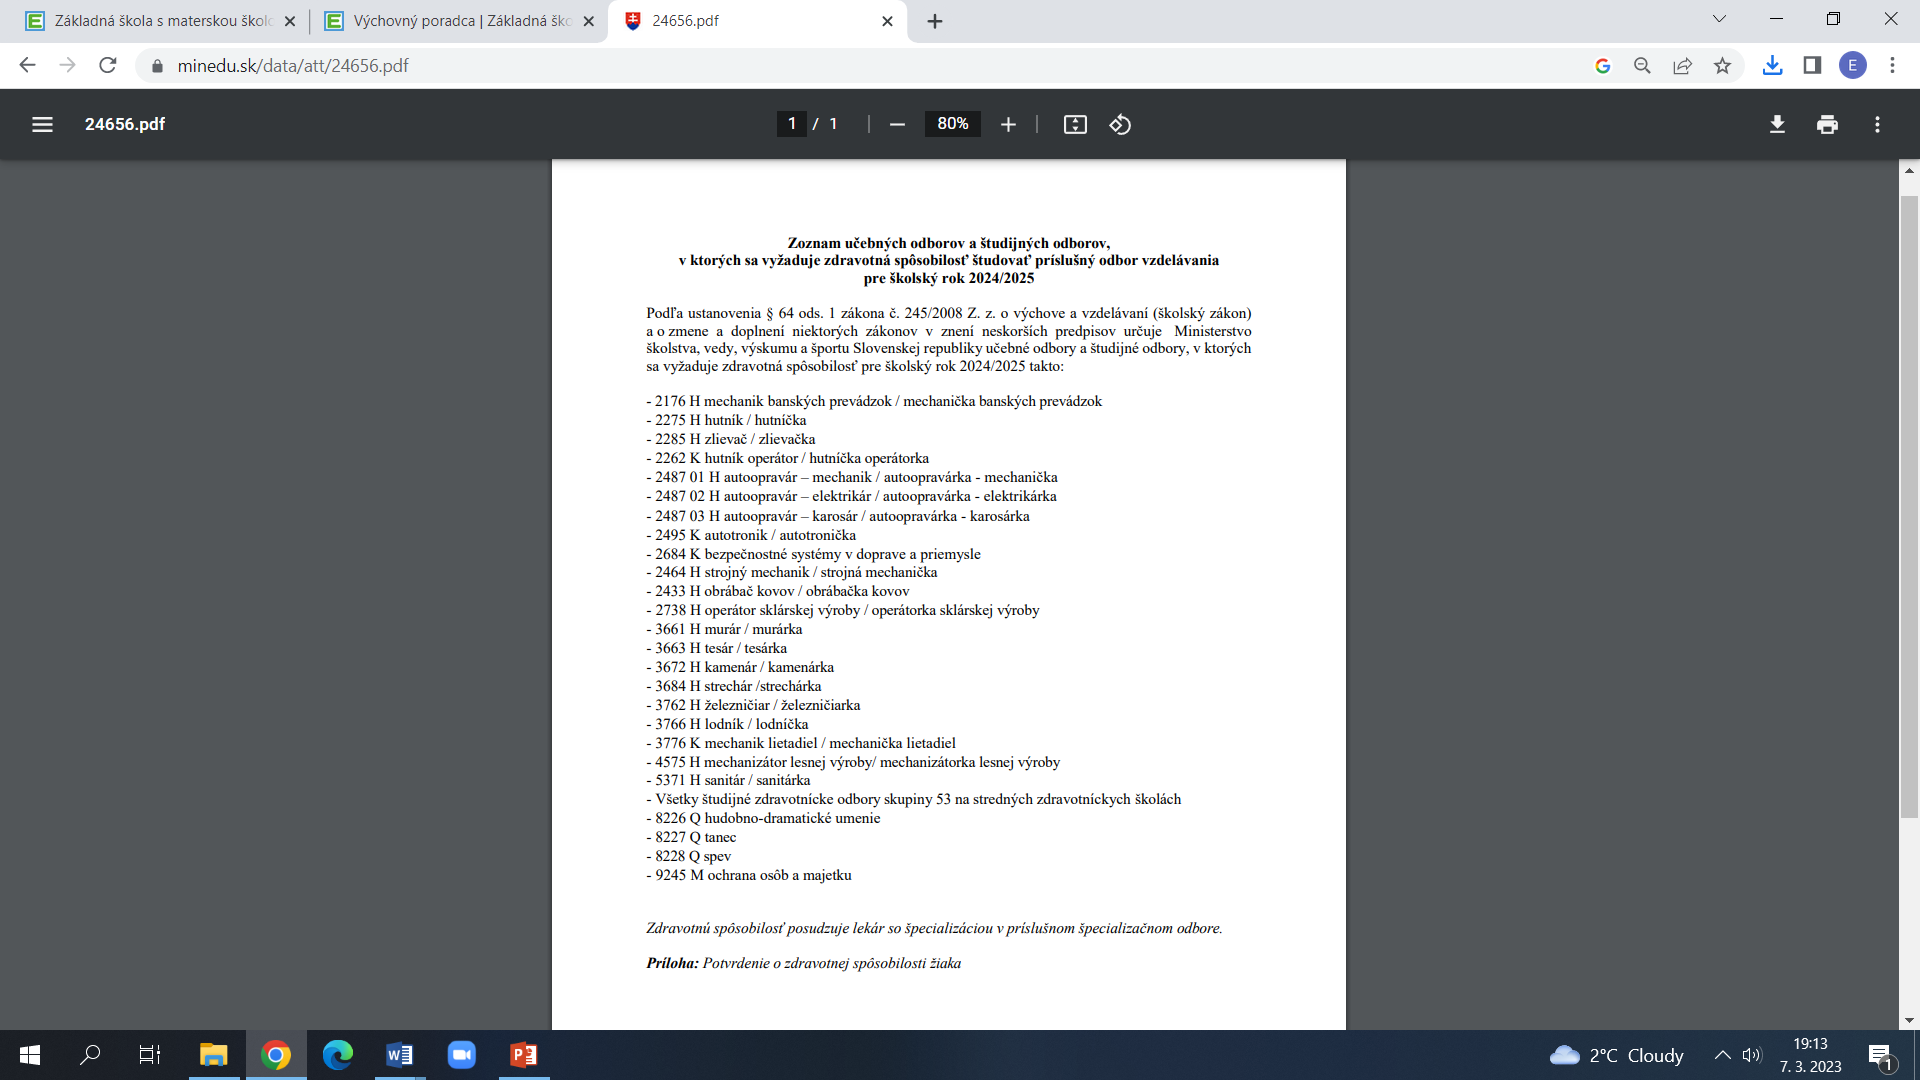 Základná škola s materskou školo
Výchovný poradca | Základná ško
24656.pdf
minedu.sk/data/att/24656.pdf
E
24656.pdf
1 / 1
80%
Zoznam učebných odborov a študijných odborov,
v ktorých sa vyžaduje zdravotná spôsobilosť študovať príslušný odbor vzdelávania
pre školský rok 2024/2025
Podľa ustanovenia § 64 ods. 1 zákona č. 245/2008 Z. z. o výchove a vzdelávaní (školský zákon)
a o zmene a doplnení niektorých zákonov v znení neskorších predpisov určuje Ministerstvo
školstva, vedy, výskumu a športu Slovenskej republiky učebné odbory a študijné odbory, v ktorých
sa vyžaduje zdravotná spôsobilosť pre školský rok 2024/2025 takto:
- 2176 H mechanik banských prevádzok / mechanička banských prevádzok
- 2275 H hutník / hutníčka
- 2285 H zlievač / zlievačka
- 2262 K hutník operátor / hutníčka operátorka
- 2487 01 H autoopravár – mechanik / autoopravárka - mechanička
- 2487 02 H autoopravár – elektrikár / autoopravárka - elektrikárka
- 2487 03 H autoopravár – karosár / autoopravárka - karosárka
- 2495 K autotronik / autotronička
- 2684 K bezpečnostné systémy v doprave a priemysle
- 2464 H strojný mechanik / strojná mechanička
- 2433 H obrábač kovov / obrábačka kovov
- 2738 H operátor sklárskej výroby / operátorka sklárskej výroby
- 3661 H murár / murárka
- 3663 H tesár / tesárka
- 3672 H kamenár / kamenárka
- 3684 H strechár /strechárka
- 3762 H železničiar / železničiarka
- 3766 H lodník / lodníčka
- 3776 K mechanik lietadiel / mechanička lietadiel
- 4575 H mechanizátor lesnej výroby/ mechanizátorka lesnej výroby
- 5371 H sanitár / sanitárka
- Všetky študijné zdravotnícke odbory skupiny 53 na stredných zdravotníckych školách
- 8226 Q hudobno-dramatické umenie
- 8227 Q tanec
- 8228 Q spev
- 9245 M ochrana osôb a majetku
Zdravotnú spôsobilosť posudzuje lekár so špecializáciou v príslušnom špecializačnom odbore.
Príloha: Potvrdenie o zdravotnej spôsobilosti žiaka
2°C Cloudy
19:13
7. 3. 2023
1